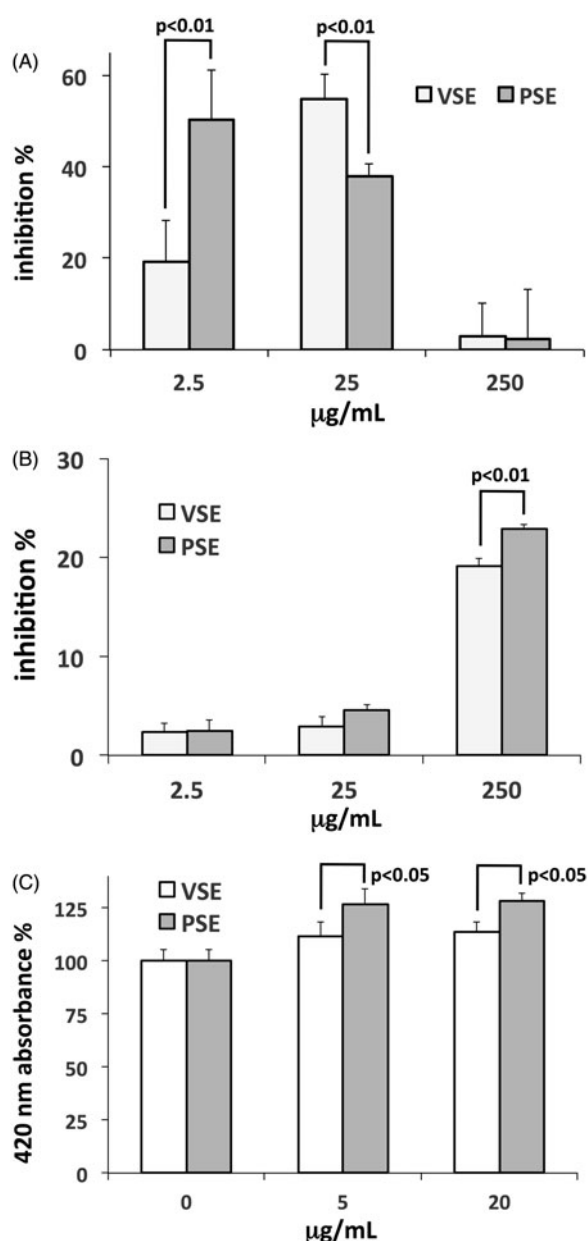 (A)
p<0.01
p<0.01
VSE PSE
inhibition %
60
40
20
0
2.5 25 250
μg/mL
(B)
p<0.01
VSE
PSE
inhibition %
30
20
10
0
2.5 25 250
μg/mL
(C)
p<0.05
p<0.05
VSE
PSE
420 nm absorbance %
125
100
75
50
25
0
0 5 20
μg/mL